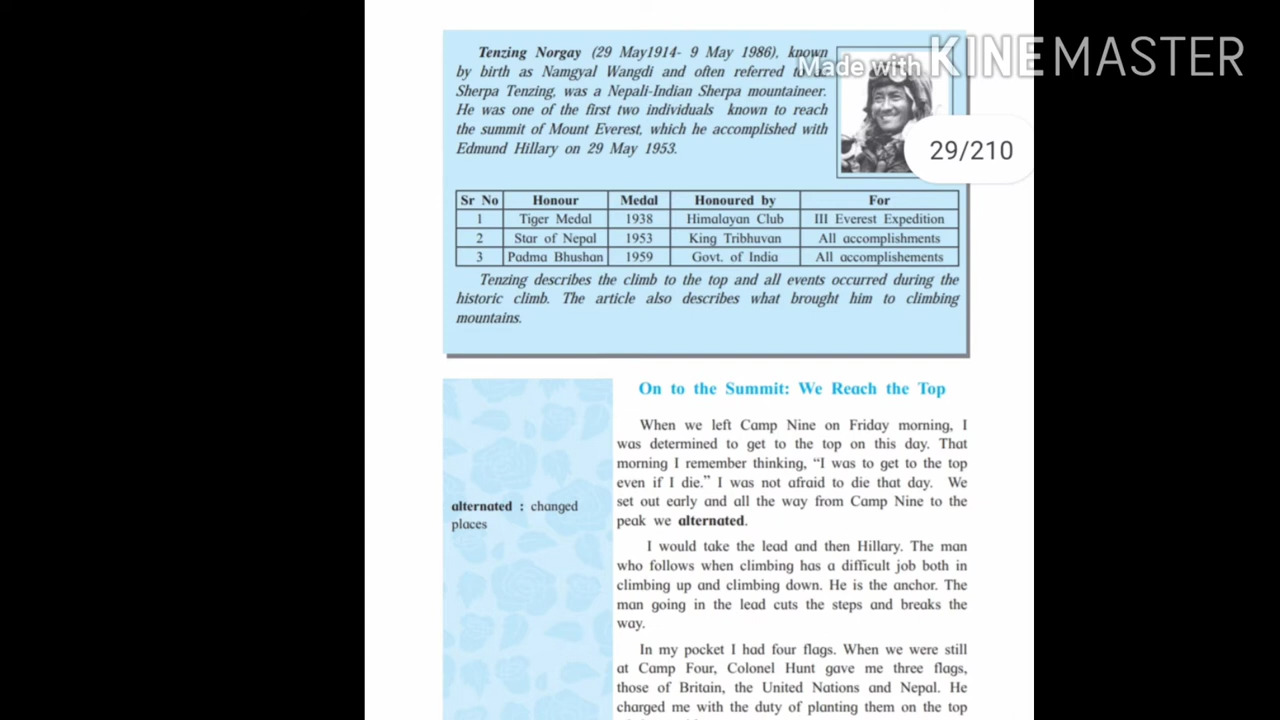 Made with KINEMASTER
29/210
Tenzing Norgay (29 May1914- 9 May 1986), known
by birth as Namgyal Wangdi and often referred
Sherpa Tenzing, was a Nepali-Indian Sherpa mountaineer.
He was one of the first two individuals known to reach
the summit of Mount Everest, which he accomplished with
Edmund Hillary on 29 May 1953.
Sr No Honour Medal Honoured by For
1 Tiger Medal 1938 Himalayan Club III Everest Expedition
2 Star of Nepal 1953 King Tribhuvan All accomplishments
3 Padma Bhushan 1959 Govt. of India All accomplishements
Tenzing describes the climb to the top and all events occurred during the
historic climb. The article also describes what brought him to climbing
mountains.
On to the Summit: We Reach the Top
When we left Camp Nine on Friday morning, I
was determined to get to the top on this day. That
morning I remember thinking, “I was to get to the top
even if I die.” I was not afraid to die that day. We
set out early and all the way from Camp Nine to the
peak we alternated.
alternated : changed
places
I would take the lead and then Hillary. The man
who follows when climbing has a difficult job both in
climbing up and climbing down. He is the anchor. The
man going in the lead cuts the steps and breaks the
way.
In my pocket I had four flags. When we were still
at Camp Four, Colonel Hunt gave me three flags,
those of Britain, the United Nations and Nepal. He
charged me with the duty of planting them on the top